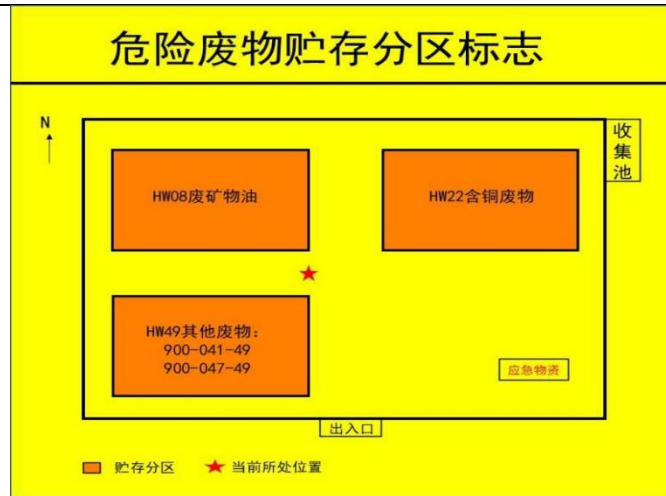 危险废物贮存分区标志
N
收集池
HW08废矿物油
HW22含铜废物
HW49其他废物：
900-041-49
900-047-49
应急物资
出入口
贮存分区
当前所处位置